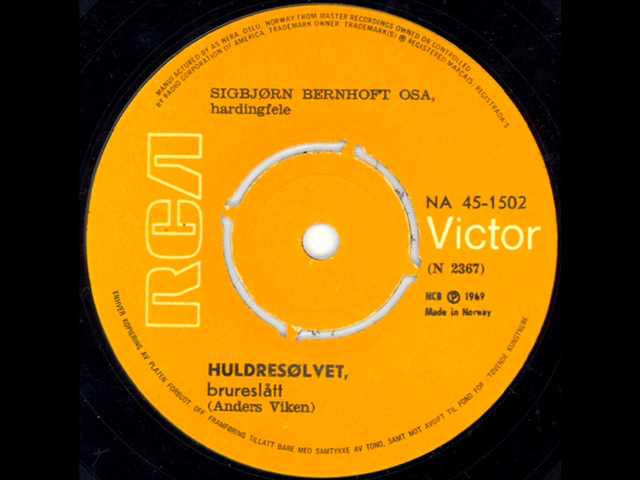 MANUFACTURED BY AS NERA, OSLO, NORWAY FROM MASTER RECORDINGS OWNED OR CONTROLLED
BY RADIO CORPORATION OF AMERICA, TRADEMARK OWNER TRADEMARK(S) ® REGISTERED MARCA(S) REGISTRADA-S
SIGBJØRN BERNHOFT OSA,
hardingfele
RCA
NA 45-1502
Victor
(N 2367)
NCB Ⓟ 1969
Made in Norway
HULDRESØLVET,
brureslått
(Anders Viken)
ENHVER KOPIERING AV PLATEN FORBUDT. OFF. FRAMFØRING TILLATT BARE MED SAMTYKKE AV TONO, SAMT MOT AVGIFT TIL FOND FOR "UTØVENDE KUNSTNERE.